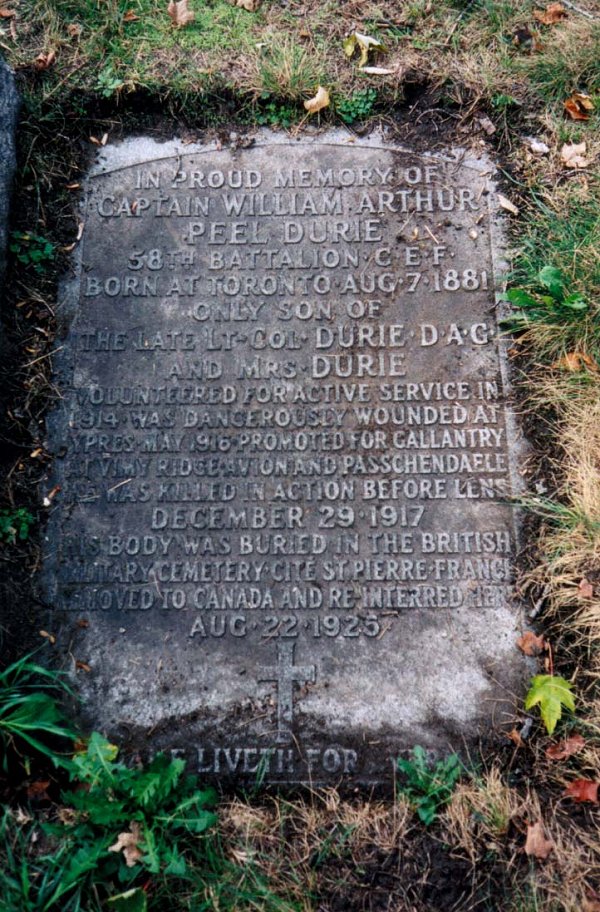 IN PROUD MEMORY OF
CAPTAIN WILLIAM ARTHUR
PEEL DURIE
58TH BATTALION·C·E·F·
BORN AT TORONTO·AUG·7·1881
ONLY SON OF
THE LATE LT·COL·DURIE·D·A·G
AND MRS·DURIE
VOLUNTEERED FOR ACTIVE SERVICE IN
1914·WAS DANGEROUSLY WOUNDED AT
YPRES·MAY·1916·PROMOTED FOR GALLANTRY
AT VIMY RIDGE·AVION AND PASSCHENDAELE
WAS KILLED IN ACTION BEFORE LENS
DECEMBER 29·1917
HIS BODY WAS BURIED IN THE BRITISH
MILITARY CEMETERY·CITE ST PIERRE·FRANCE
REMOVED TO CANADA AND RE-INTERRED HERE
AUG·22·1925
LIVETH FOR